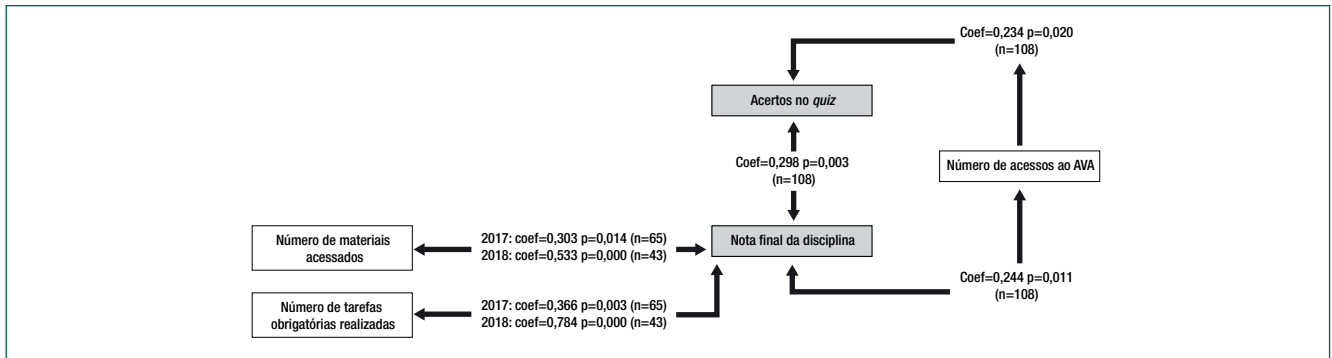 Coef=0,234 p=0,020
(n=108)
Acertos no quiz
Coef=0,298 p=0,003
(n=108)
Número de acessos ao AVA
Número de materiais
acessados
2017: coef=0,303 p=0,014 (n=65)
2018: coef=0,533 p=0,000 (n=43)
Nota final da disciplina
Coef=0,244 p=0,011
(n=108)
Número de tarefas
obrigatórias realizadas
2017: coef=0,366 p=0,003 (n=65)
2018: coef=0,784 p=0,000 (n=43)